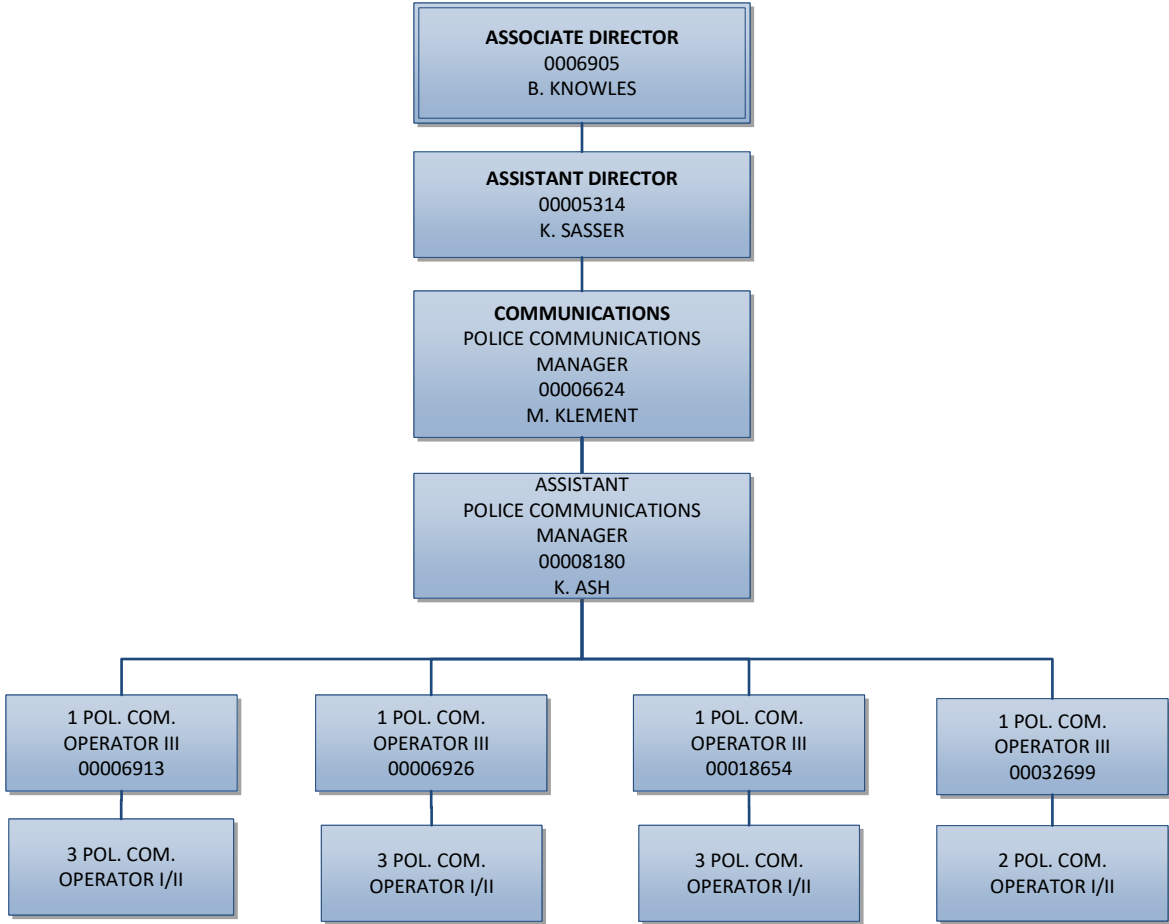 ASSOCIATE DIRECTOR
0006905
B. KNOWLES
ASSISTANT DIRECTOR
00005314
K. SASSER
COMMUNICATIONS
POLICE COMMUNICATIONS
MANAGER
00006624
M. KLEMENT
ASSISTANT
POLICE COMMUNICATIONS
MANAGER
00008180
K. ASH
1 POL. COM.
OPERATOR III
00006913
1 POL. COM.
OPERATOR III
00006926
1 POL. COM.
OPERATOR III
00018654
1 POL. COM.
OPERATOR III
00032699
3 POL. COM.
OPERATOR I/II
3 POL. COM.
OPERATOR I/II
3 POL. COM.
OPERATOR I/II
2 POL. COM.
OPERATOR I/II